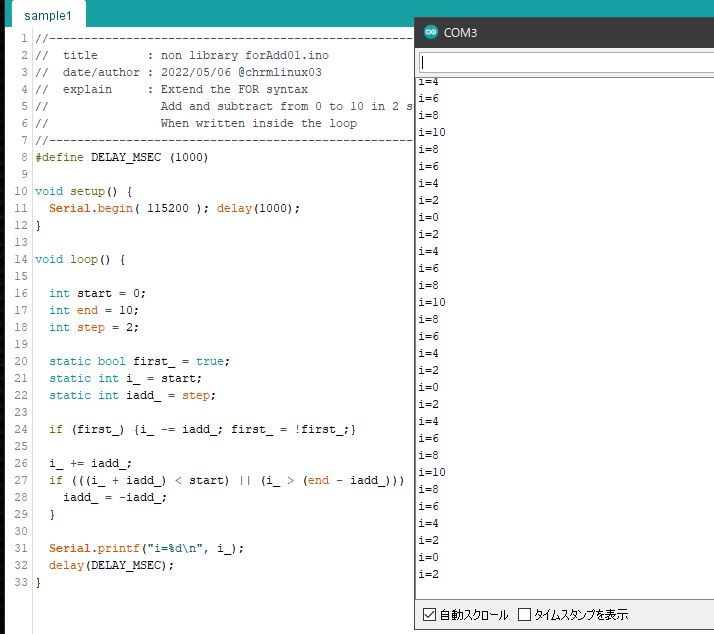 sample1
1 //----------------------------------------------------
2 // title : non library forAdd01.ino
3 // date/author : 2022/05/06 @chrmlinux03
4 // explain : Extend the FOR syntax
5 // Add and subtract from 0 to 10 in 2 s
6 // When written inside the loop
7 //----------------------------------------------------
8 #define DELAY_MSEC (1000)
9
10 void setup() {
11 Serial.begin( 115200 ); delay(1000);
12 }
13
14 void loop() {
15
16 int start = 0;
17 int end = 10;
18 int step = 2;
19
20 static bool first_ = true;
21 static int i_ = start;
22 static int iadd_ = step;
23
24 if (first_) {i_ -= iadd_; first_ = !first_;}
25
26 i_ += iadd_;
27 if (((i_ + iadd_) < start) || (i_ > (end - iadd_)))
28 iadd_ = -iadd_;
29 }
30
31 Serial.printf("i=%d\n", i_);
32 delay(DELAY_MSEC);
33 }
COM3
i=4
i=6
i=8
i=10
i=8
i=6
i=4
i=2
i=0
i=2
i=4
i=6
i=8
i=10
i=8
i=6
i=4
i=2
i=0
i=2
i=4
i=6
i=8
i=10
i=8
i=6
i=4
i=2
i=0
i=2
自動スクロール タイムスタンプを表示